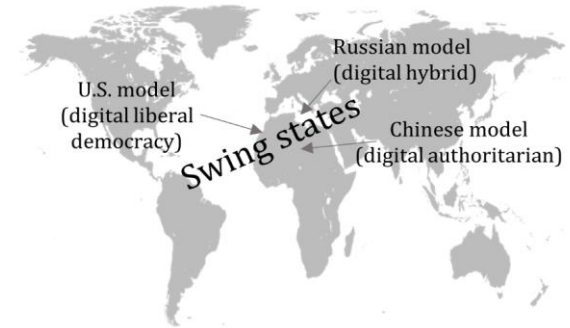 Russian model
(digital hybrid)
U.S. model
(digital liberal
democracy)
Swing states
Chinese model
(digital authoritarian)